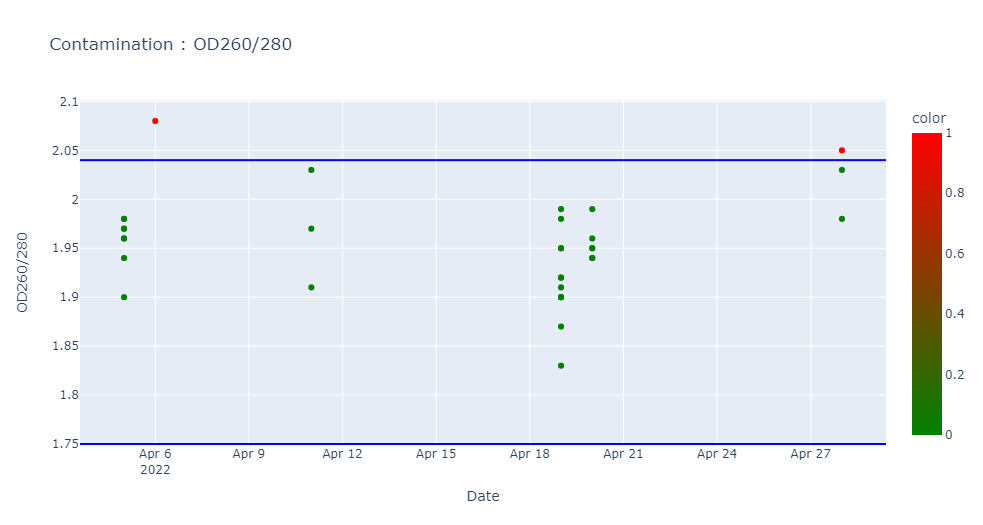 Contamination : OD260/280
color
2.1
2.05
2
1.95
1.9
1.85
1.8
1.75
OD260/280
Apr 6
2022
Apr 9
Apr 12
Apr 15
Apr 18
Apr 21
Apr 24
Apr 27
Date
1
0.8
0.6
0.4
0.2
0